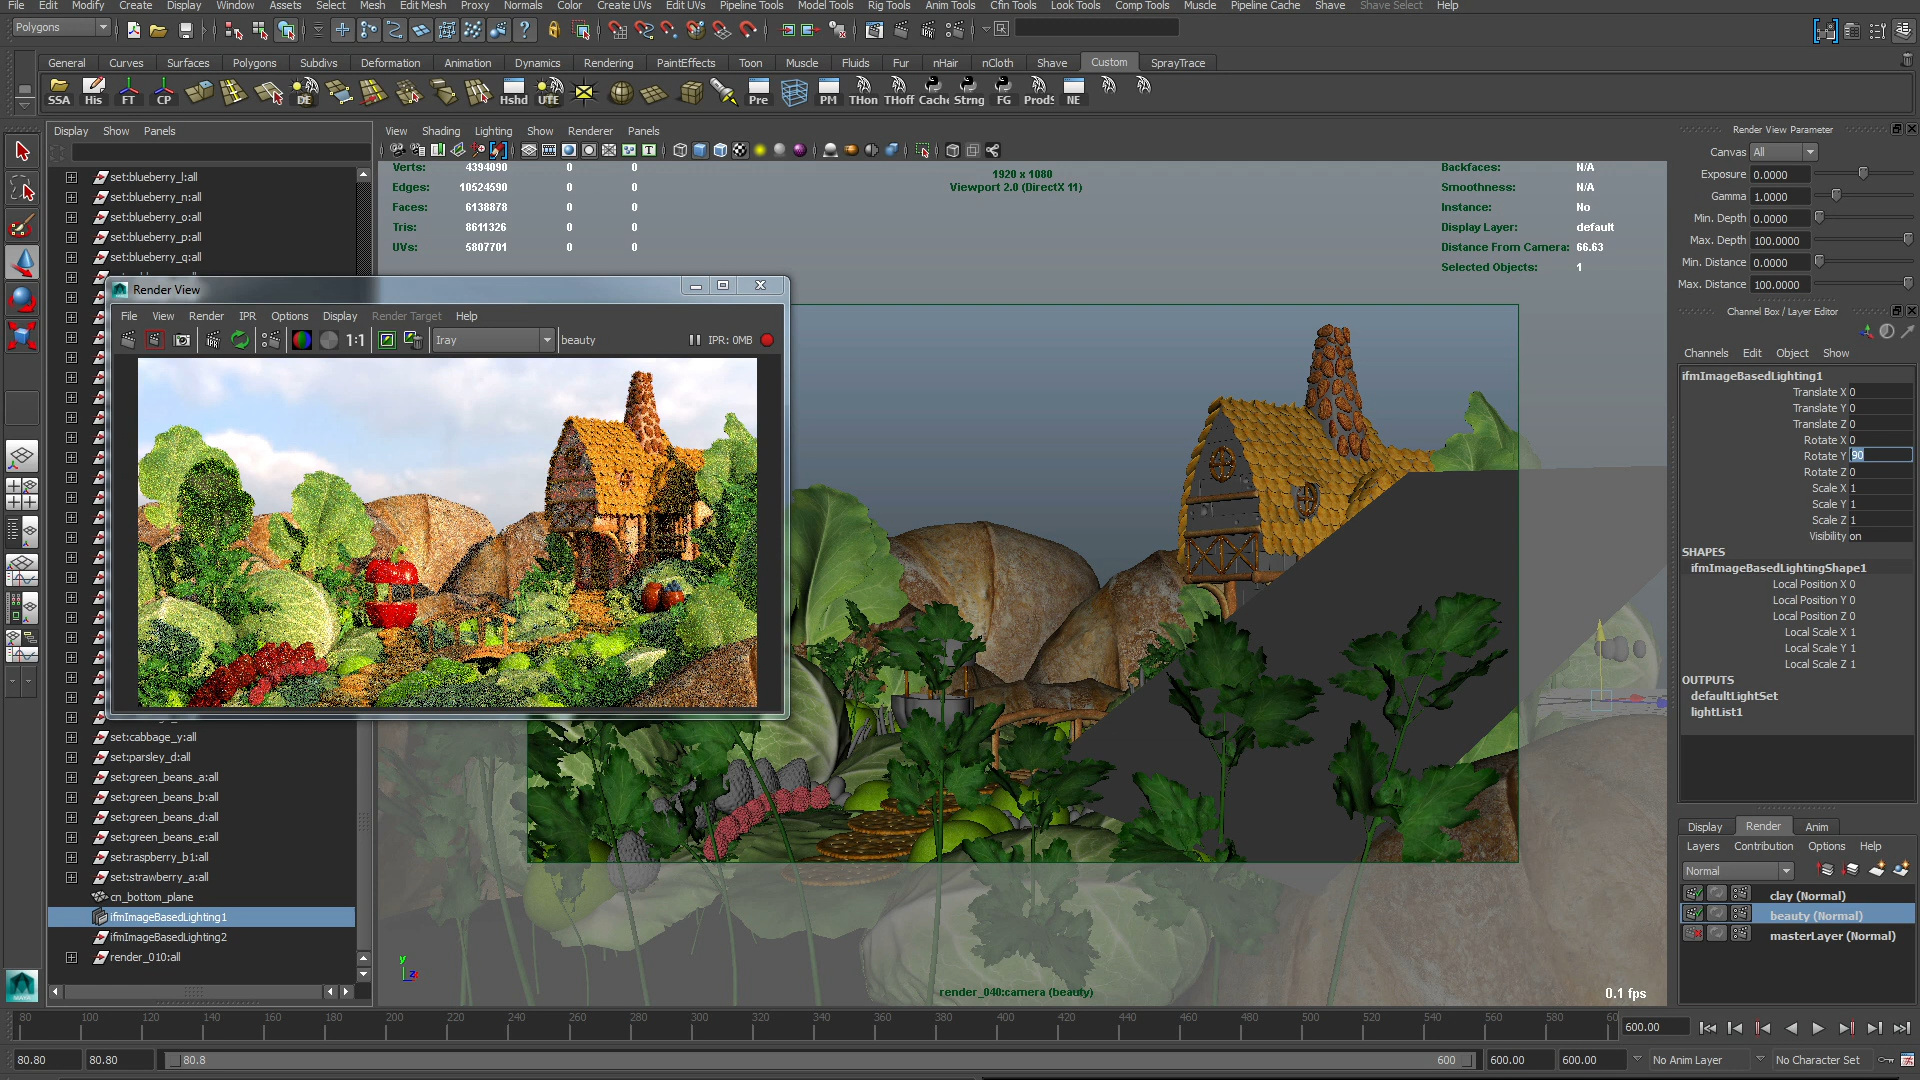 File Edit Modify Create Display Window Assets Select Mesh Edit Mesh Proxy Normals Color Create UVs Edit UVs Pipeline Tools Model Tools Rig Tools Anim Tools Cfin Tools Look Tools Comp Tools Muscle Pipeline Cache Shave Shave Select Help
Polygons
General Curves Surfaces Polygons Subdivs Deformation Animation Dynamics Rendering PaintEffects Toon Muscle Fluids Fur nHair nCloth Shave Custom SprayTrace
SSA His FT CP DE Hshd UTE Pre PM THon THoff Cache Strng FG Prods NE
Display Show Panels
set:blueberry_l:all
set:blueberry_n:all
set:blueberry_o:all
set:blueberry_p:all
set:blueberry_q:all
set:cabbage_y:all
set:parsley_d:all
set:green_beans_a:all
set:green_beans_b:all
set:green_beans_d:all
set:green_beans_e:all
set:raspberry_b1:all
set:strawberry_a:all
cn_bottom_plane
ifmImageBasedLighting1
ifmImageBasedLighting2
render_010:all
View Shading Lighting Show Renderer Panels
Verts: 4394090 0 0
Edges: 10524590 0 0
Faces: 6138878 0 0
Tris: 8611326 0 0
UVs: 5807701 0 0
1920 x 1080
Viewport 2.0 (DirectX 11)
Backfaces: N/A
Smoothness: N/A
Instance: No
Display Layer: default
Distance From Camera: 66.63
Selected Objects: 1
Render View
File View Render IPR Options Display Render Target Help
IPR 1:1 Iray beauty IPR: 0MB
y
z
render_040:camera (beauty)
0.1 fps
Render View Parameter
Canvas All
Exposure 0.0000
Gamma 1.0000
Min. Depth 0.0000
Max. Depth 100.0000
Min. Distance 0.0000
Max. Distance 100.0000
Channel Box / Layer Editor
Channels Edit Object Show
ifmImageBasedLighting1
Translate X 0
Translate Y 0
Translate Z 0
Rotate X 0
Rotate Y 90
Rotate Z 0
Scale X 1
Scale Y 1
Scale Z 1
Visibility on
SHAPES
ifmImageBasedLightingShape1
Local Position X 0
Local Position Y 0
Local Position Z 0
Local Scale X 1
Local Scale Y 1
Local Scale Z 1
OUTPUTS
defaultLightSet
lightList1
Display Render Anim
Layers Contribution Options Help
Normal
clay (Normal)
beauty (Normal)
masterLayer (Normal)
80 100 120 140 160 180 200 220 240 260 280 300 320 340 360 380 400 420 440 460 480 500 520 540 560 580 60
600.00
80.80 80.80 80.8 600 600.00 600.00 No Anim Layer No Character Set